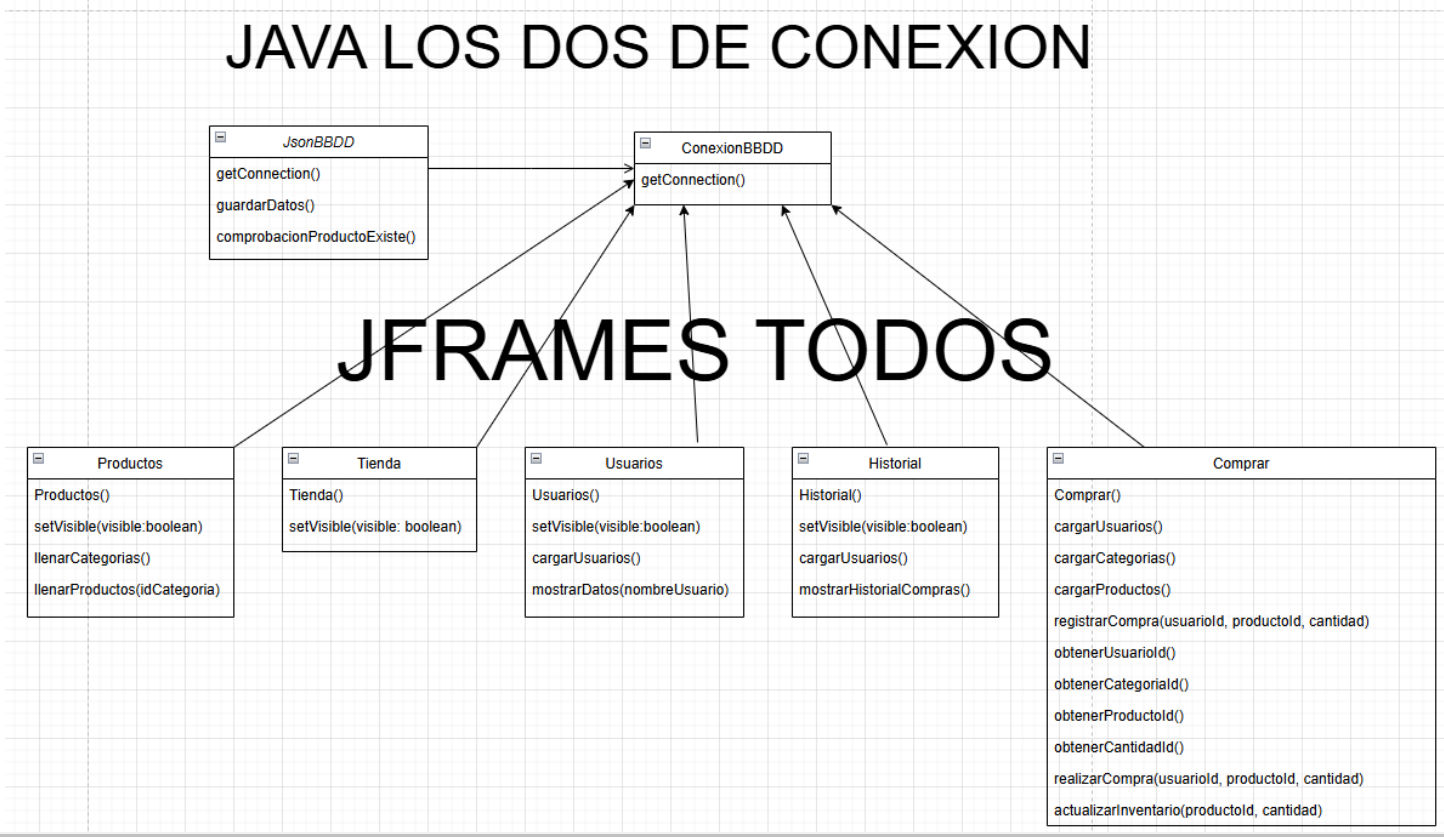 JAVA LOS DOS DE CONEXION
JsonBBDD
getConnection()
guardarDatos()
comprobacionProductoExiste()
ConexionBBDD
getConnection()
JFRAMES TODOS
Productos
Productos()
setVisible(visible:boolean)
llenarCategorias()
llenarProductos(idCategoria)
Tienda
Tienda()
setVisible(visible: boolean)
Usuarios
Usuarios()
setVisible(visible:boolean)
cargarUsuarios()
mostrarDatos(nombreUsuario)
Historial
Historial()
setVisible(visible:boolean)
cargarUsuarios()
mostrarHistorialCompras()
Comprar
Comprar()
cargarUsuarios()
cargarCategorias()
cargarProductos()
registrarCompra(usuarioId, productoId, cantidad)
obtenerUsuarioId()
obtenerCategoriaId()
obtenerProductoId()
obtenerCantidadId()
realizarCompra(usuarioId, productoId, cantidad)
actualizarInventario(productoId, cantidad)